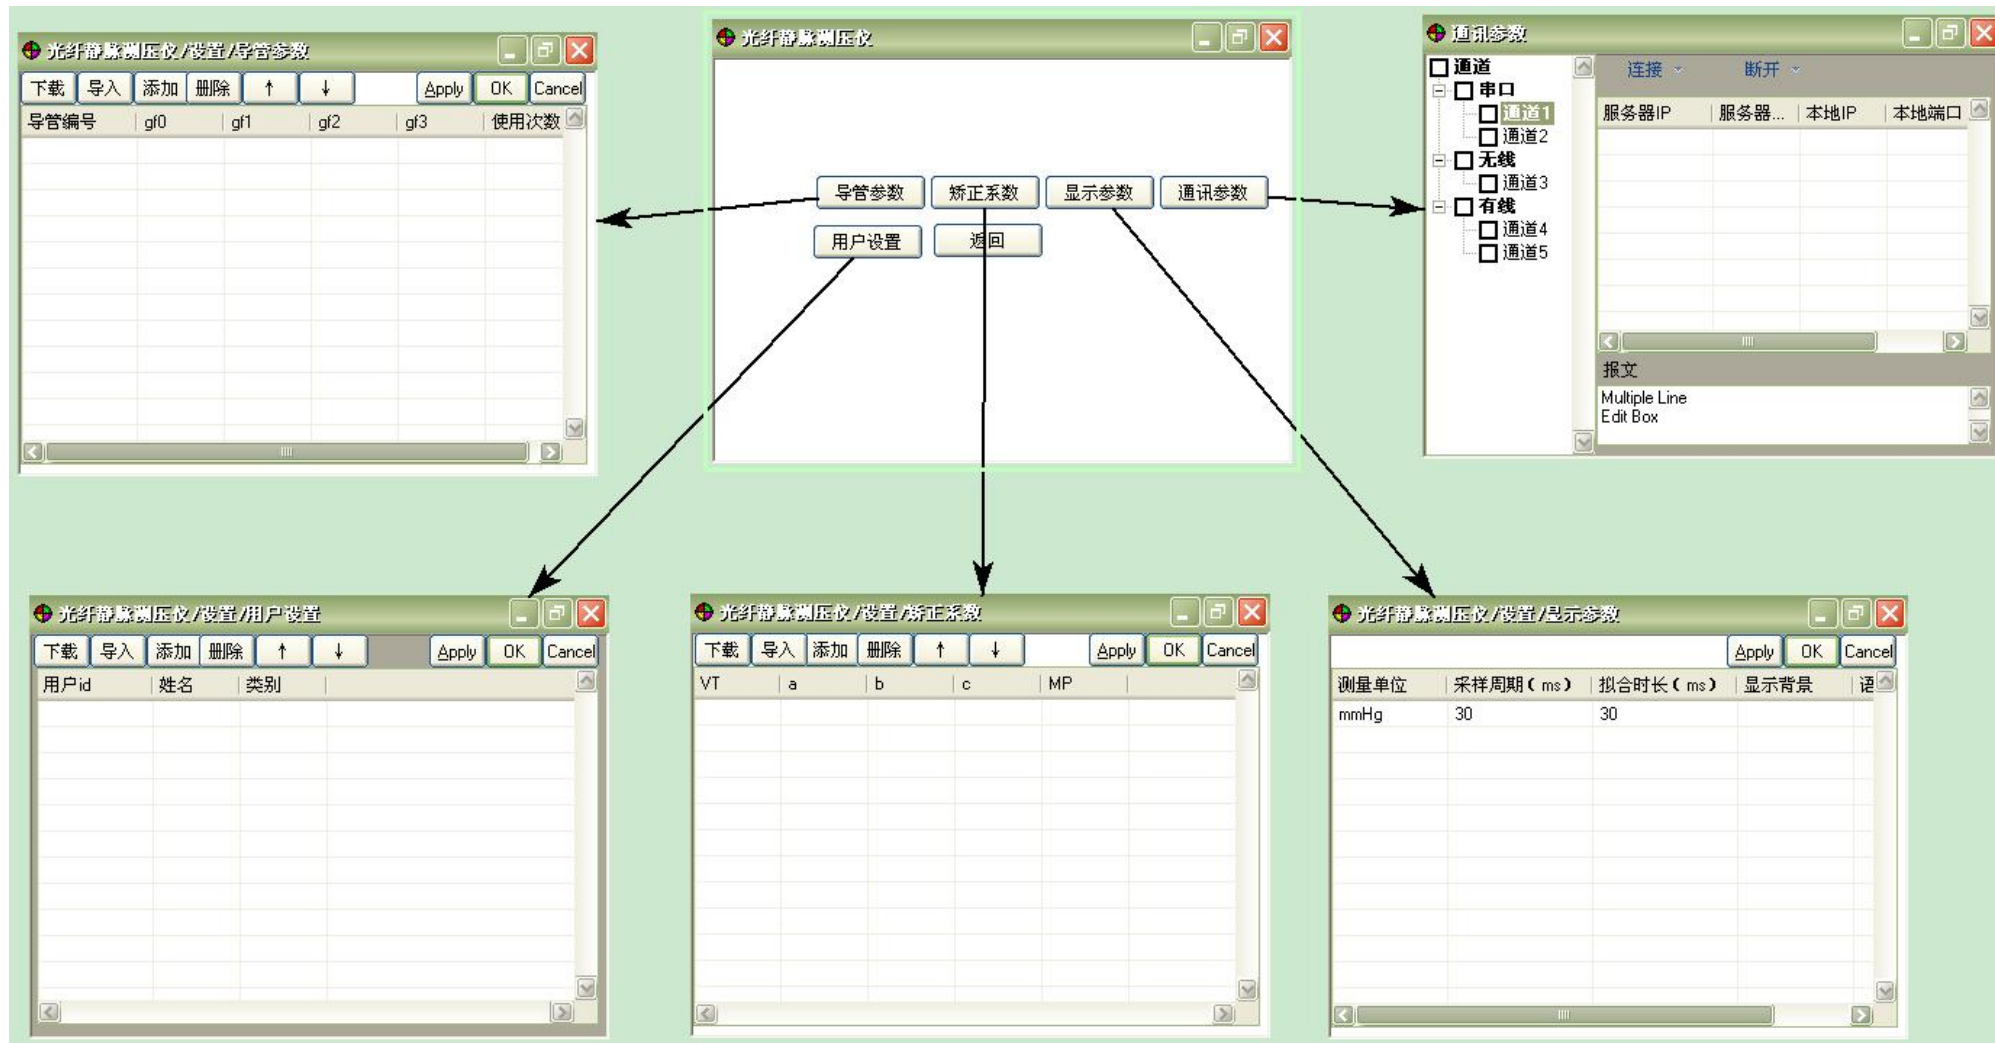 光纤静脉测压仪/设置/导管参数
下载 导入 添加 删除 ↑ ↓ Apply OK Cancel
导管编号 gf0 gf1 gf2 gf3 使用次数
光纤静脉测压仪
导管参数 矫正系数 显示参数 通讯参数
用户设置 返回
通讯参数
通道
串口
通道1
通道2
无线
通道3
有线
通道4
通道5
连接 断开
服务器IP 服务器... 本地IP 本地端口
报文
Multiple Line
Edit Box
光纤静脉测压仪/设置/用户设置
下载 导入 添加 删除 ↑ ↓ Apply OK Cancel
用户id 姓名 类别
光纤静脉测压仪/设置/矫正系数
下载 导入 添加 删除 ↑ ↓ Apply OK Cancel
VT a b c MP
光纤静脉测压仪/设置/显示参数
Apply OK Cancel
测量单位 采样周期(ms) 拟合时长(ms) 显示背景 语
mmHg 30 30